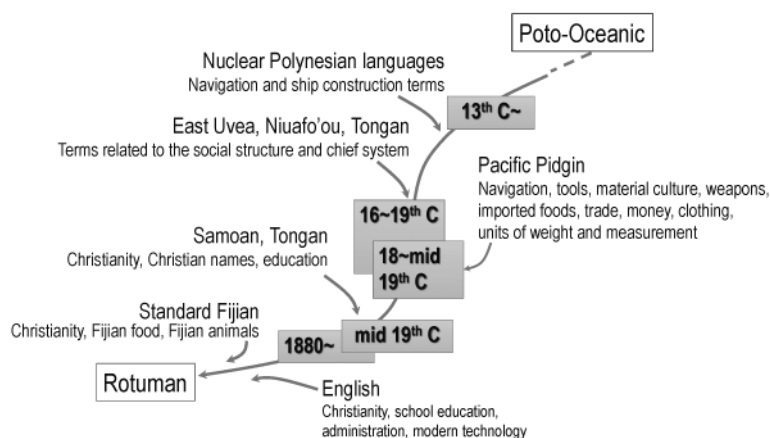 Poto-Oceanic
Nuclear Polynesian languages
Navigation and ship construction terms
13th C~
East Uvea, Niuafo'ou, Tongan
Terms related to the social structure and chief system
Pacific Pidgin
Navigation, tools, material culture, weapons,
imported foods, trade, money, clothing,
units of weight and measurement
16~19th C
18~mid
19th C
Samoan, Tongan
Christianity, Christian names, education
Standard Fijian
Christianity, Fijian food, Fijian animals
mid 19th C
1880~
Rotuman
English
Christianity, school education,
administration, modern technology